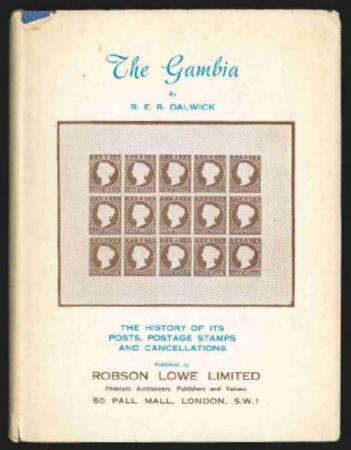 The Gambia
By
R. E. R. DALWICK
THE HISTORY OF ITS
POSTS, POSTAGE STAMPS
AND CANCELLATIONS
Published by
ROBSON LOWE LIMITED
Philatelic Auctioneers, Publishers and Valuers
50 PALL MALL, LONDON, S.W.1